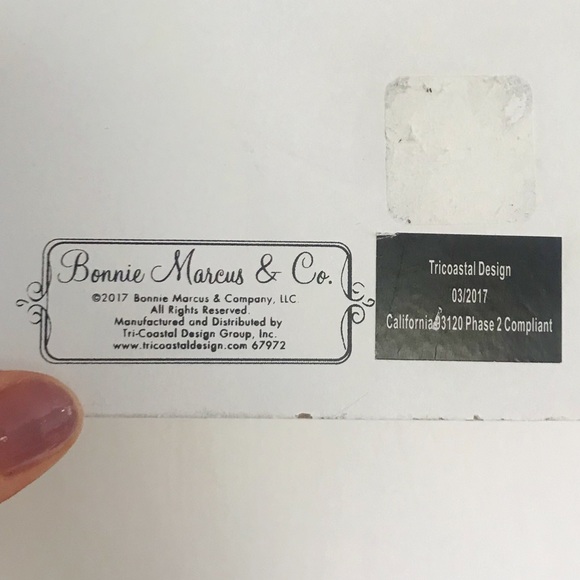 Bonnie Marcus & Co.
©2017 Bonnie Marcus & Company, LLC
All Rights Reserved.
Manufactured and Distributed by
Tri-Coastal Design Group, Inc.
www.tricoastaldesign.com 67972
Tricoastal Design
03/2017
California 93120 Phase 2 Compliant